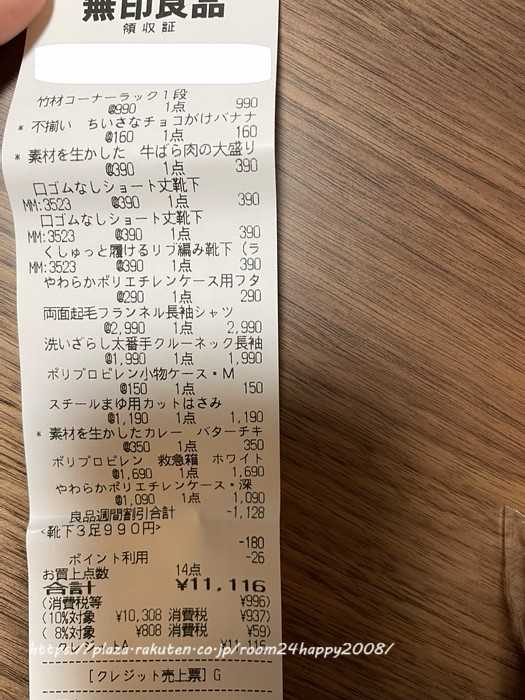 無印良品
領収証
竹材コーナーラック1段
@990 1点 990
* 不揃い ちいさなチョコがけバナナ
@160 1点 160
* 素材を生かした 牛ばら肉の大盛り
@390 1点 390
口ゴムなしショート丈靴下
MM:3523 @390 1点 390
口ゴムなしショート丈靴下
MM:3523 @390 1点 390
くしゅっと履けるリブ編み靴下(ラ
MM:3523 @390 1点 390
やわらかポリエチレンケース用フタ
@290 1点 290
両面起毛フランネル長袖シャツ
@2,990 1点 2,990
洗いざらし太番手クルーネック長袖
@1,990 1点 1,990
ポリプロピレン小物ケース・M
@150 1点 150
スチールまゆ用カットはさみ
@1,190 1点 1,190
* 素材を生かしたカレー バターチキ
@350 1点 350
ポリプロピレン 救急箱 ホワイト
@1,690 1点 1,690
やわらかポリエチレンケース・深
@1,090 1点 1,090
良品週間割引合計 -1,128
<靴下3足990円>
-180
ポイント利用 -26
お買上点数 14点
合計 ¥11,116
(消費税等 ¥996)
(10%対象 ¥10,308 消費税 ¥937)
( 8%対象 ¥808 消費税 ¥59)
クレジットA ¥11,116
https://plaza.rakuten.co.jp/room24happy2008/
[クレジット売上票]G